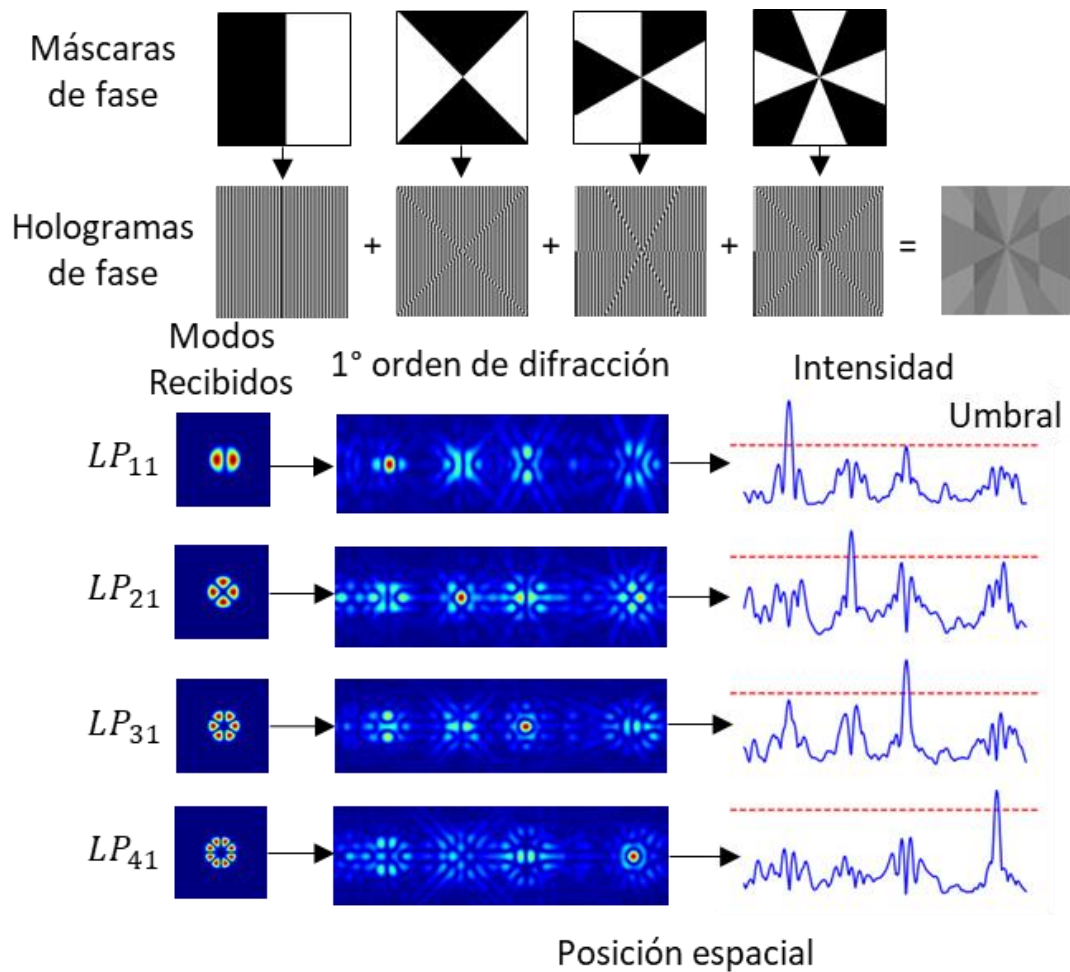 Máscaras
de fase
Hologramas
de fase
+ + + + =
Modos
Recibidos
1° orden de difracción
Intensidad
Umbral
LP₁₁
LP₂₁
LP₃₁
LP₄₁
Posición espacial